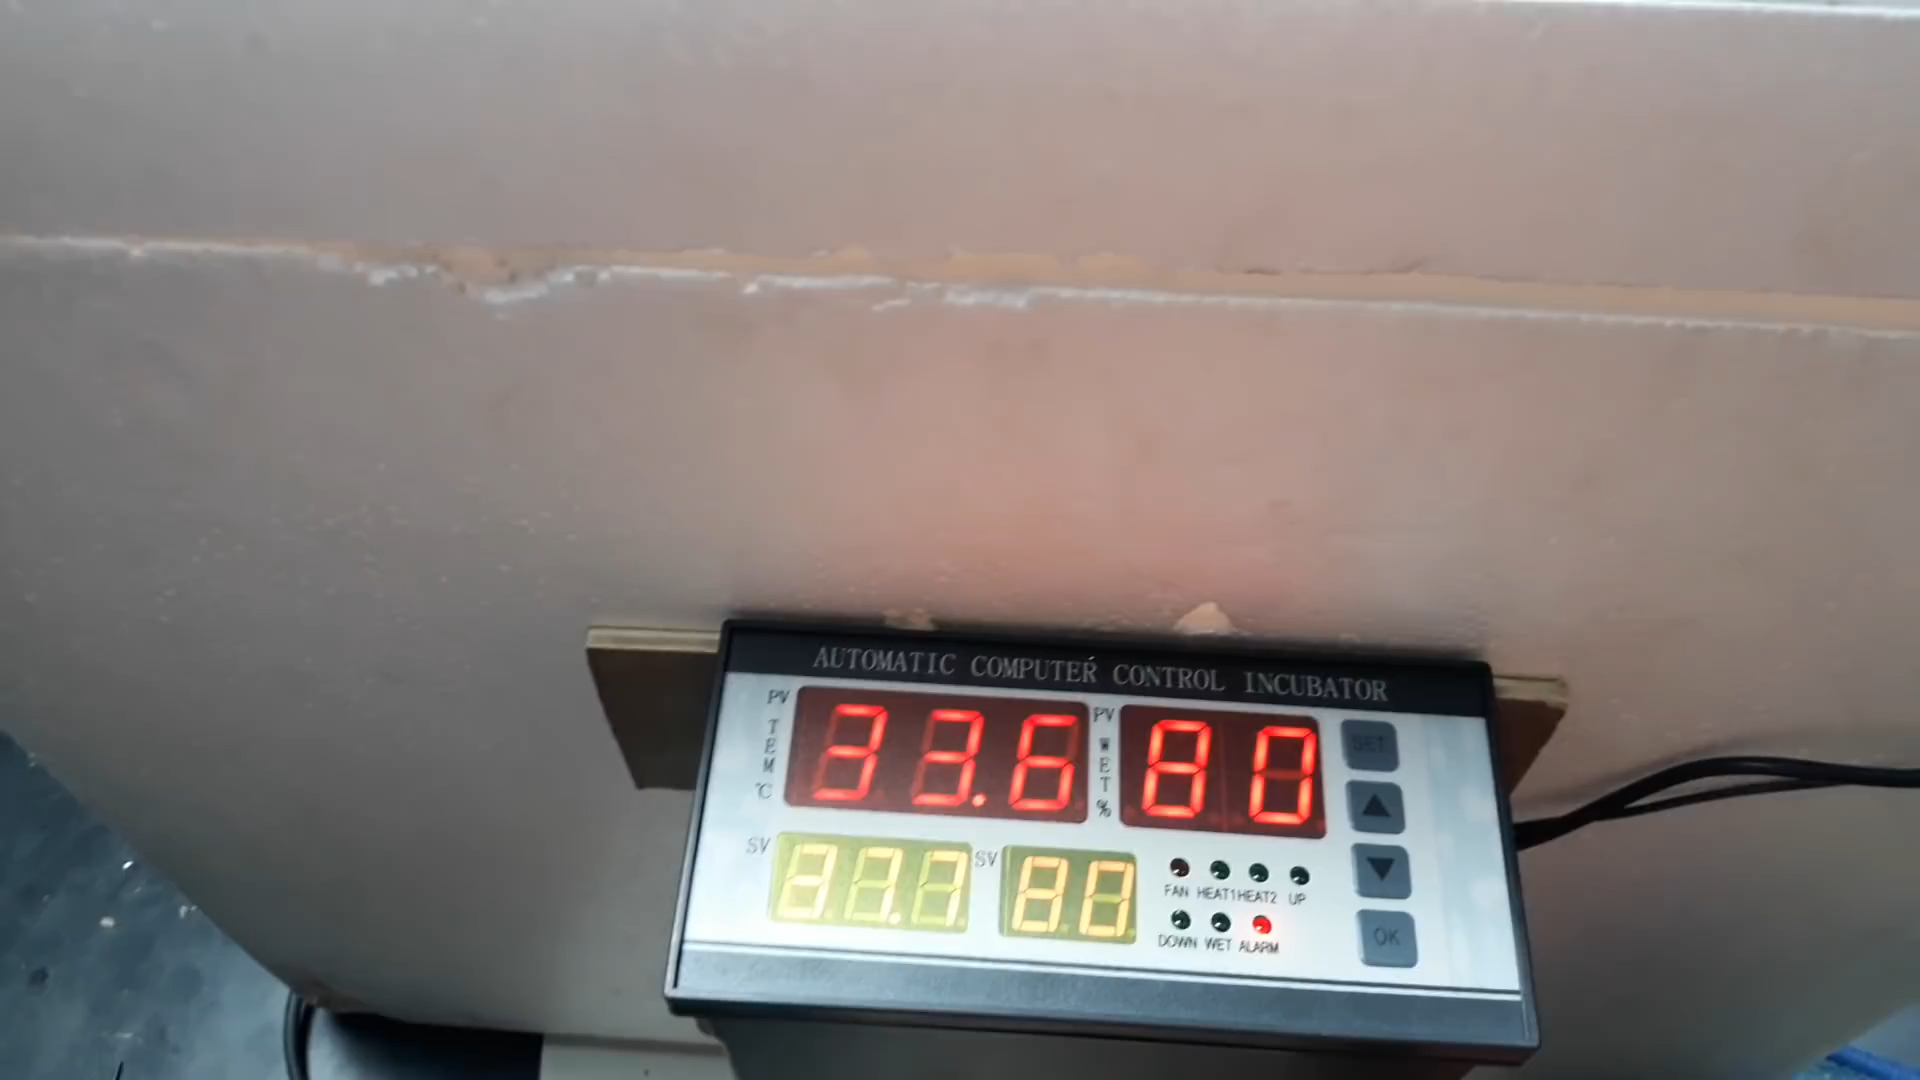 AUTOMATIC COMPUTER CONTROL INCUBATOR
PV TEM ℃ 33.6 PV WET % 80 SET
SV 37.7 SV 80
FAN HEAT1 HEAT2 UP
DOWN WET ALARM OK